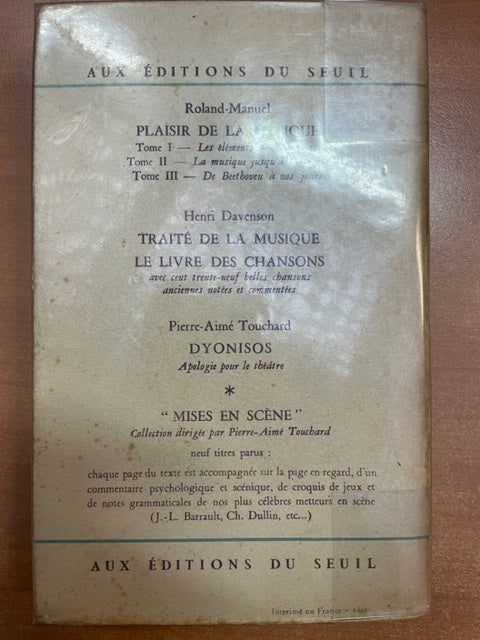 AUX ÉDITIONS DU SEUIL
Roland-Manuel
PLAISIR DE LA
Tome I — Les
Tome II — La musique jusqu'à
Tome III — De Beethoven à nos jours
Henri Davenson
TRAITÉ DE LA MUSIQUE
LE LIVRE DES CHANSONS
avec cent trente-neuf belles chansons
anciennes notées et commentées
Pierre-Aimé Touchard
DYONISOS
Apologie pour le théâtre
*
“ MISES EN SCÈNE ”
Collection dirigée par Pierre-Aimé Touchard
neuf titres parus :
chaque page du texte est accompagnée sur la page en regard, d'un
commentaire psychologique et scénique, de croquis de jeux et
de notes grammaticales de nos plus célèbres metteurs en scène
(J.-L. Barrault, Ch. Dullin, etc...)
AUX ÉDITIONS DU SEUIL
Imprimé en France -